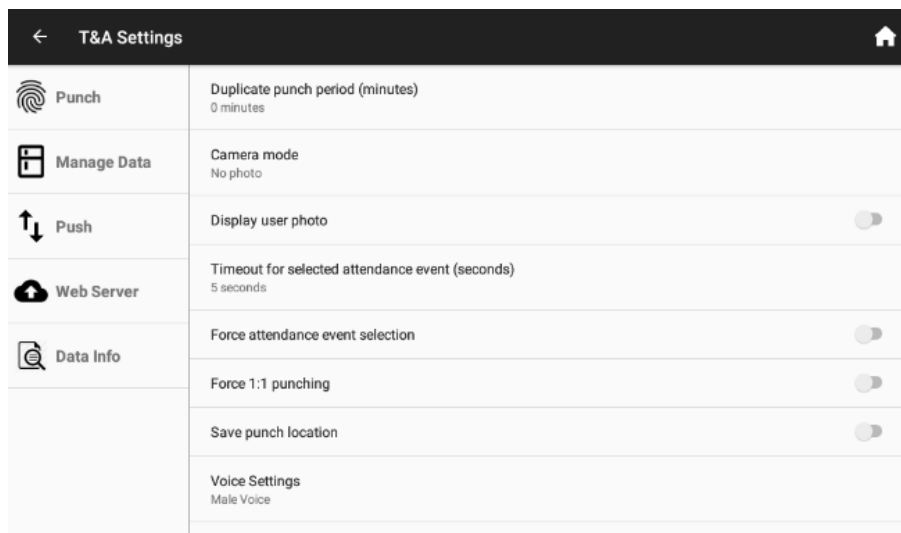 T&A Settings
Punch
Manage Data
Push
Web Server
Data Info
Duplicate punch period (minutes)
0 minutes
Camera mode
No photo
Display user photo
Timeout for selected attendance event (seconds)
5 seconds
Force attendance event selection
Force 1:1 punching
Save punch location
Voice Settings
Male Voice